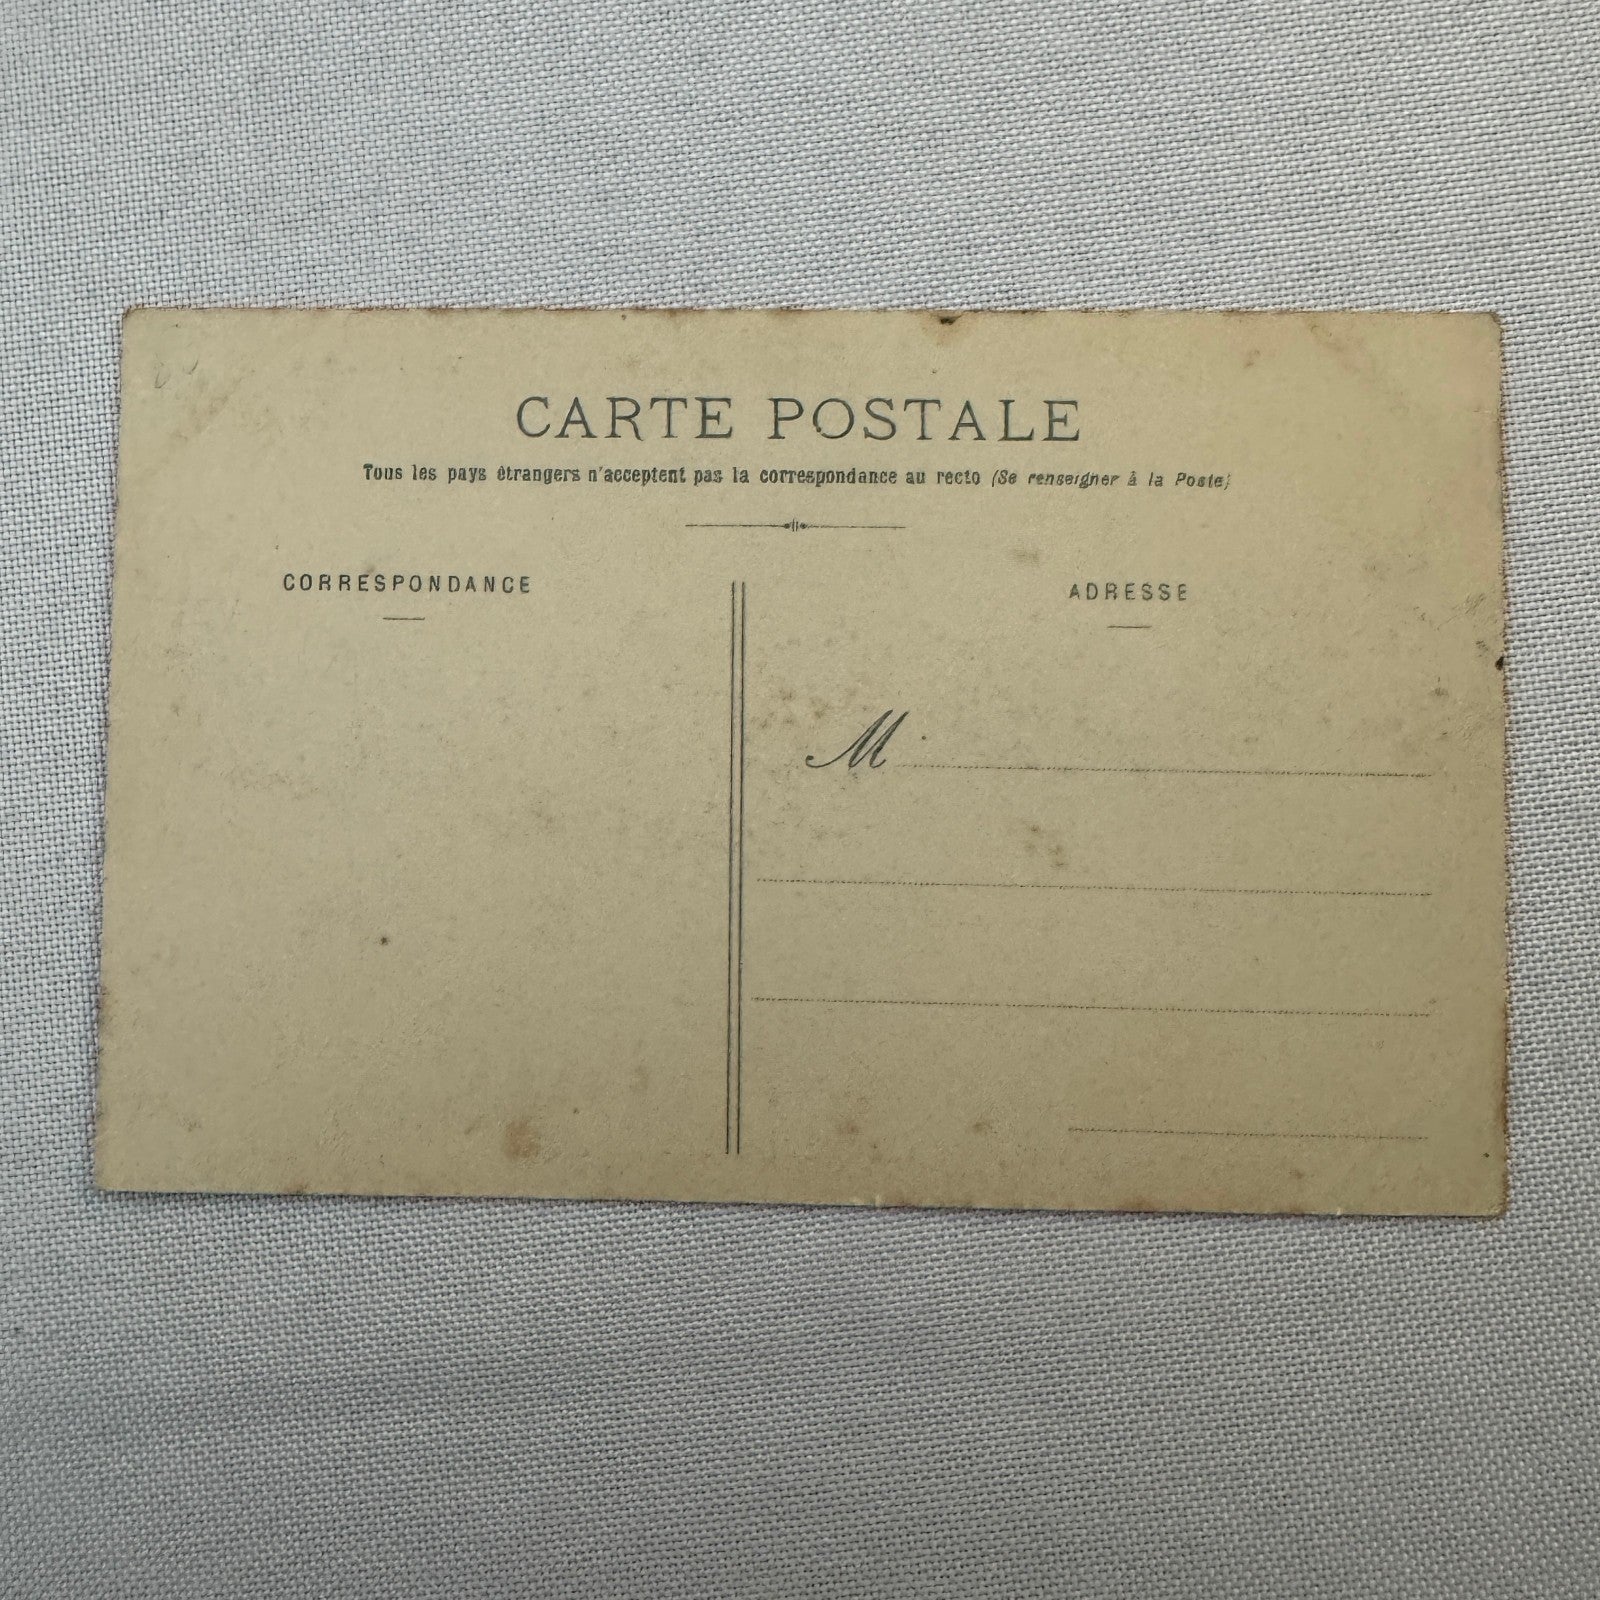 CARTE POSTALE
Tous les pays étrangers n'acceptent pas la correspondance au recto (Se renseigner à la Poste)
CORRESPONDANCE
ADRESSE
M